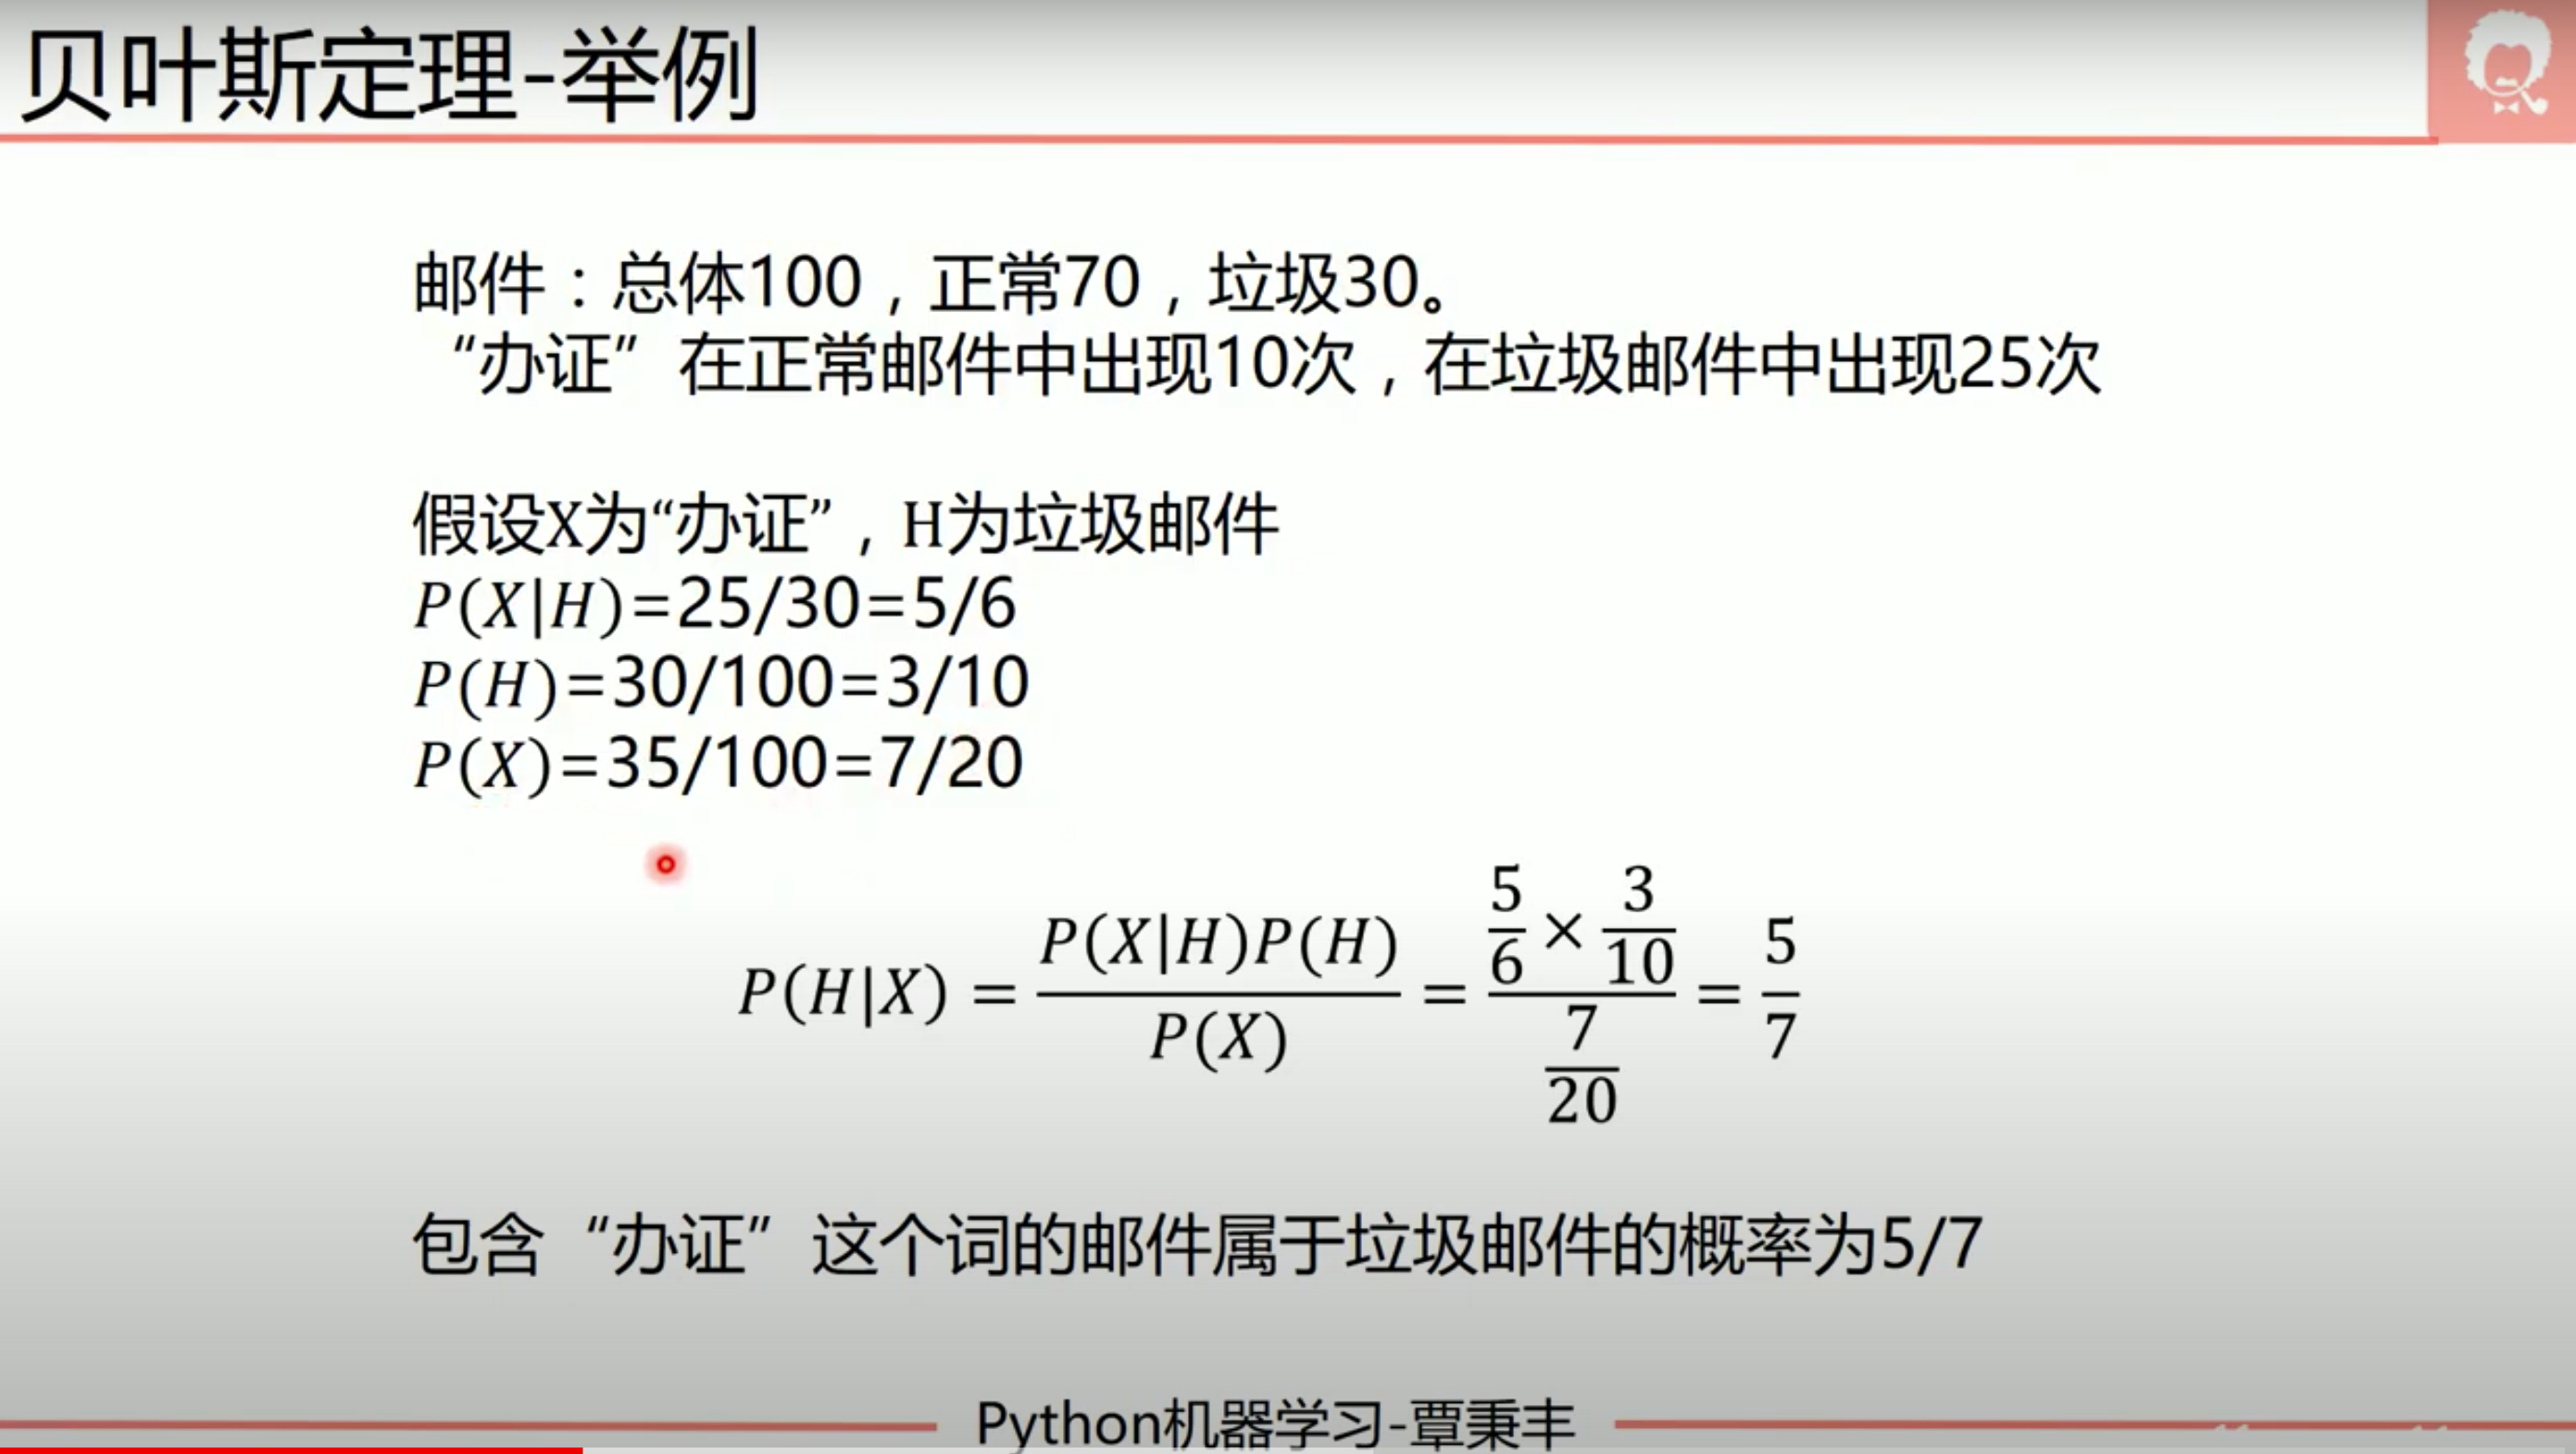 贝叶斯定理-举例
邮件：总体100，正常70，垃圾30。
“办证”在正常邮件中出现10次，在垃圾邮件中出现25次
假设X为“办证”，H为垃圾邮件
P(X|H)=25/30=5/6
P(H)=30/100=3/10
P(X)=35/100=7/20
P(H|X) = \frac{P(X|H)P(H)}{P(X)} = \frac{\frac{5}{6} × \frac{3}{10}}{\frac{7}{20}} = \frac{5}{7}
包含“办证”这个词的邮件属于垃圾邮件的概率为5/7
Python机器学习-覃秉丰